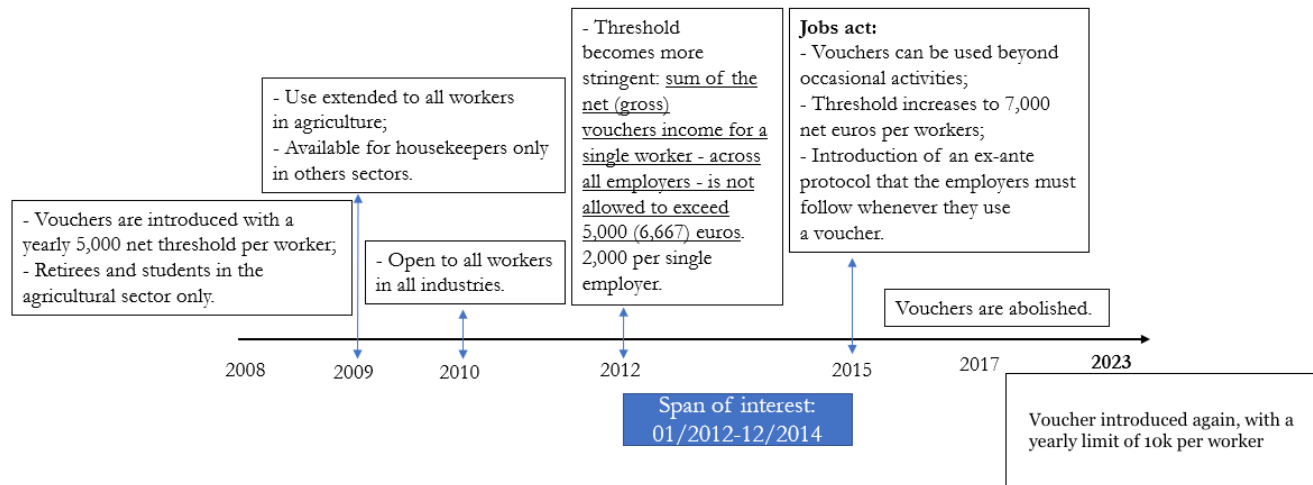 - Vouchers are introduced with a
yearly 5,000 net threshold per worker;
- Retirees and students in the
agricultural sector only.
- Use extended to all workers
in agriculture;
- Available for housekeepers only
in others sectors.
- Open to all workers
in all industries.
- Threshold
becomes more
stringent: sum of the
net (gross)
vouchers income for a
single worker - across
all employers - is not
allowed to exceed
5,000 (6,667) euros.
2,000 per single
employer.
Jobs act:
- Vouchers can be used beyond
occasional activities;
- Threshold increases to 7,000
net euros per workers;
- Introduction of an ex-ante
protocol that the employers must
follow whenever they use
a voucher.
Vouchers are abolished.
2008
2009
2010
2012
2015
2017
2023
Span of interest:
01/2012-12/2014
Voucher introduced again, with a
yearly limit of 10k per worker